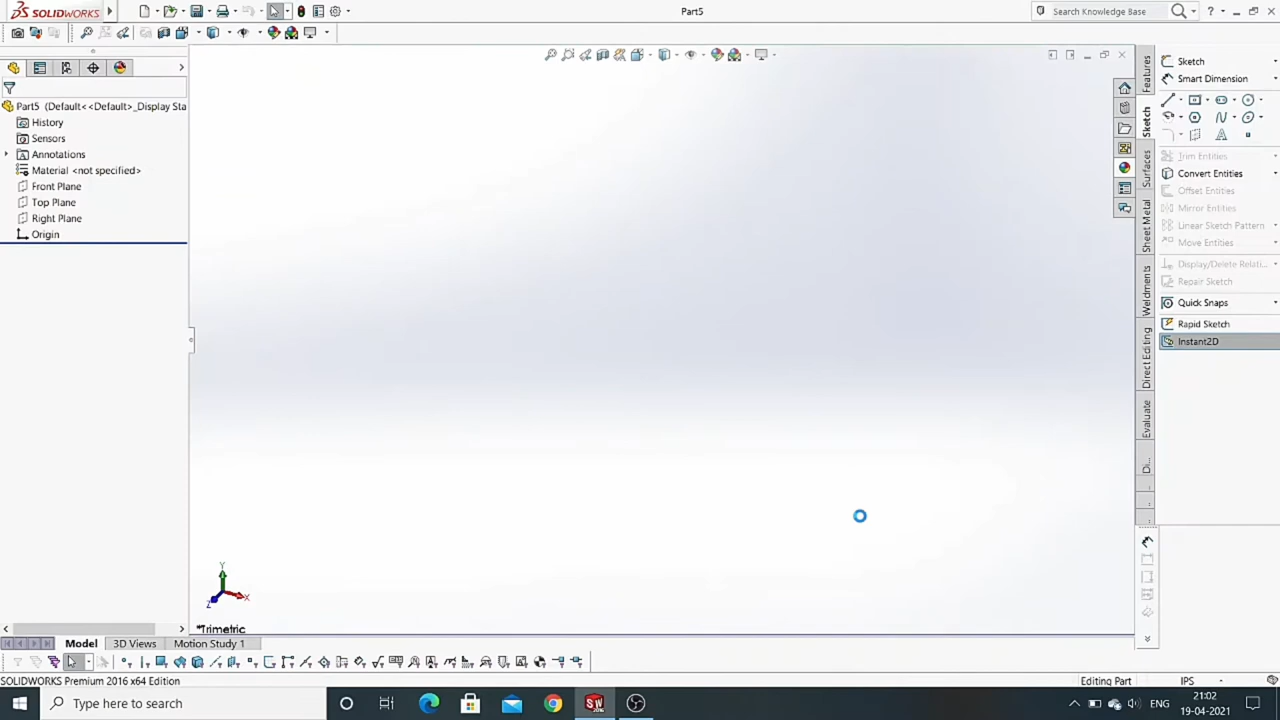 SOLIDWORKS
Part5
Search Knowledge Base
Part5 (Default<<Default>_Display Sta
History
Sensors
Annotations
Material <not specified>
Front Plane
Top Plane
Right Plane
Origin
Features
Sketch
Surfaces
Sheet Metal
Weldments
Direct Editing
Evaluate
Di...
Sketch
Smart Dimension
Trim Entities
Convert Entities
Offset Entities
Mirror Entities
Linear Sketch Pattern
Move Entities
Display/Delete Relati...
Repair Sketch
Quick Snaps
Rapid Sketch
Instant2D
Y
X
Z
*Trimetric
Model
3D Views
Motion Study 1
SOLIDWORKS Premium 2016 x64 Edition
Editing Part
IPS
Type here to search
ENG
21:02
19-04-2021